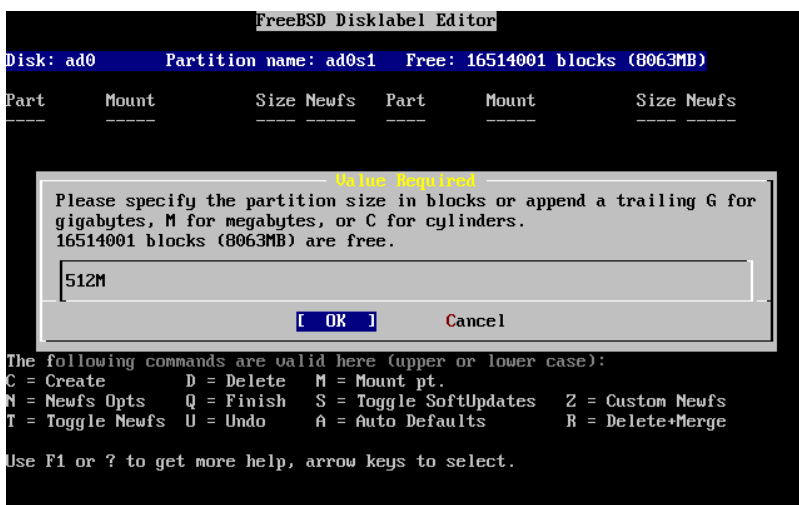 FreeBSD Disklabel Editor
Disk: ad0 Partition name: ad0s1 Free: 16514001 blocks (8063MB)
Part Mount Size Newfs Part Mount Size Newfs
---- ----- ---- ----- ---- ----- ---- -----
Value Required
Please specify the partition size in blocks or append a trailing G for
gigabytes, M for megabytes, or C for cylinders.
16514001 blocks (8063MB) are free.
512M
[ OK ] Cancel
The following commands are valid here (upper or lower case):
C = Create D = Delete M = Mount pt.
N = Newfs Opts Q = Finish S = Toggle SoftUpdates Z = Custom Newfs
T = Toggle Newfs U = Undo A = Auto Defaults R = Delete+Merge
Use F1 or ? to get more help, arrow keys to select.